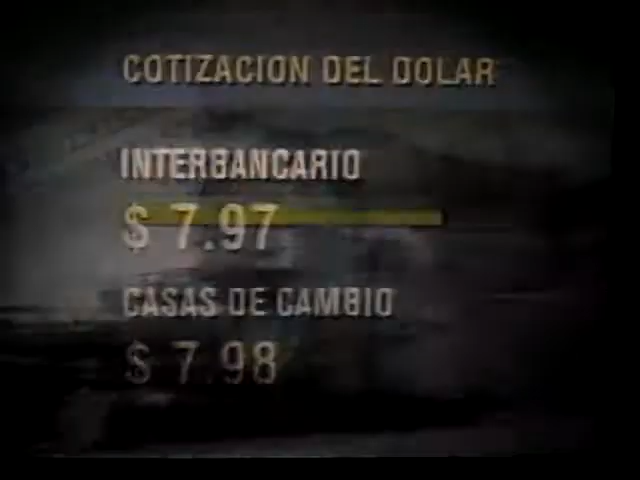 COTIZACION DEL DOLAR
INTERBANCARIO
$ 7.97
CASAS DE CAMBIO
$ 7.98